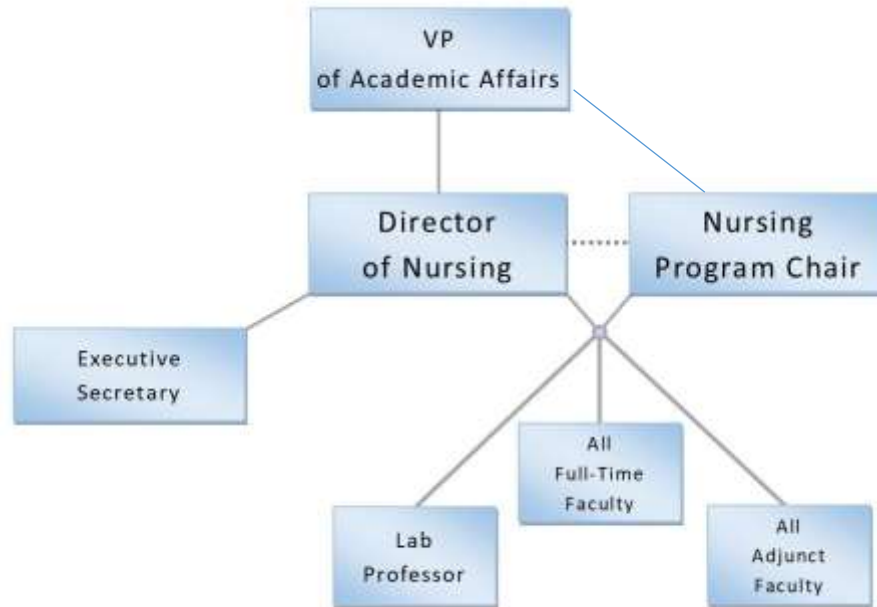 VP
of Academic Affairs
Director
of Nursing
Nursing
Program Chair
Executive
Secretary
All
Full-Time
Faculty
Lab
Professor
All
Adjunct
Faculty